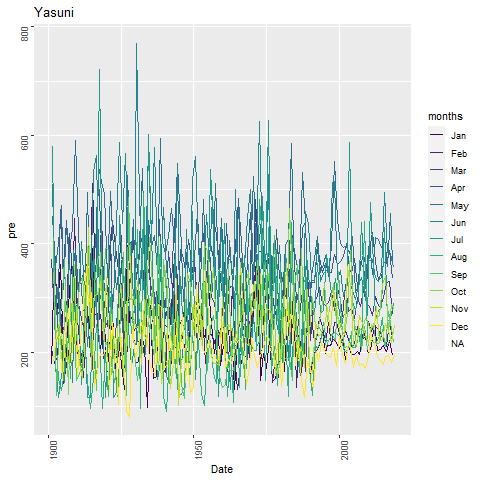 Yasuni
pre
800
600
400
200
1900
1950
2000
Date
months
Jan
Feb
Mar
Apr
May
Jun
Jul
Aug
Sep
Oct
Nov
Dec
NA